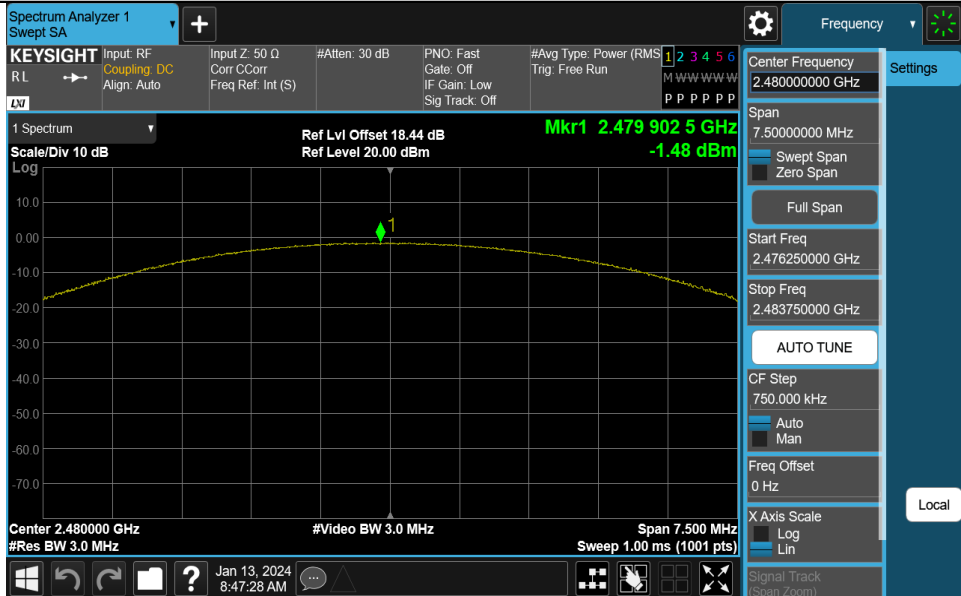 Spectrum Analyzer 1
Swept SA
+
Frequency
KEYSIGHT
RL
LXI
Input: RF
Coupling: DC
Align: Auto
Input Z: 50 Ω
Corr CCorr
Freq Ref: Int (S)
#Atten: 30 dB
PNO: Fast
Gate: Off
IF Gain: Low
Sig Track: Off
#Avg Type: Power (RMS
Trig: Free Run
1 2 3 4 5 6
M W W W W W
P P P P P P
1 Spectrum
Scale/Div 10 dB
Log
Ref Lvl Offset 18.44 dB
Ref Level 20.00 dBm
Mkr1 2.479 902 5 GHz
-1.48 dBm
10.0
0.00
-10.0
-20.0
-30.0
-40.0
-50.0
-60.0
-70.0
1
Center 2.480000 GHz
#Res BW 3.0 MHz
#Video BW 3.0 MHz
Span 7.500 MHz
Sweep 1.00 ms (1001 pts)
Center Frequency
2.480000000 GHz
Span
7.50000000 MHz
Swept Span
Zero Span
Full Span
Start Freq
2.476250000 GHz
Stop Freq
2.483750000 GHz
AUTO TUNE
CF Step
750.000 kHz
Auto
Man
Freq Offset
0 Hz
X Axis Scale
Log
Lin
Signal Track
(Span Zoom)
Settings
Local
?
Jan 13, 2024
8:47:28 AM